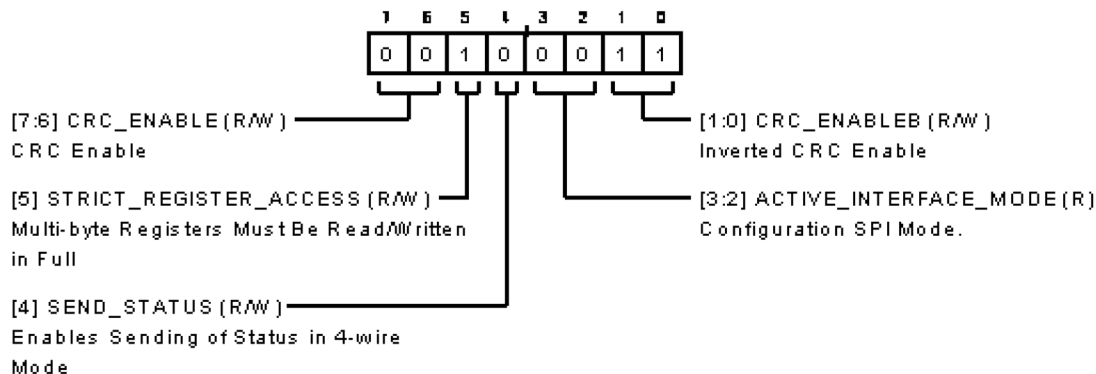 7 6 5 4 3 2 1 0
0 0 1 0 0 0 1 1
[7:6] CRC_ENABLE (R/W)
CRC Enable
[5] STRICT_REGISTER_ACCESS (R/W)
Multi-byte Registers Must Be Read/Written
in Full
[4] SEND_STATUS (R/W)
Enables Sending of Status in 4-wire
Mode
[1:0] CRC_ENABLEB (R/W)
Inverted CRC Enable
[3:2] ACTIVE_INTERFACE_MODE (R)
Configuration SPI Mode.